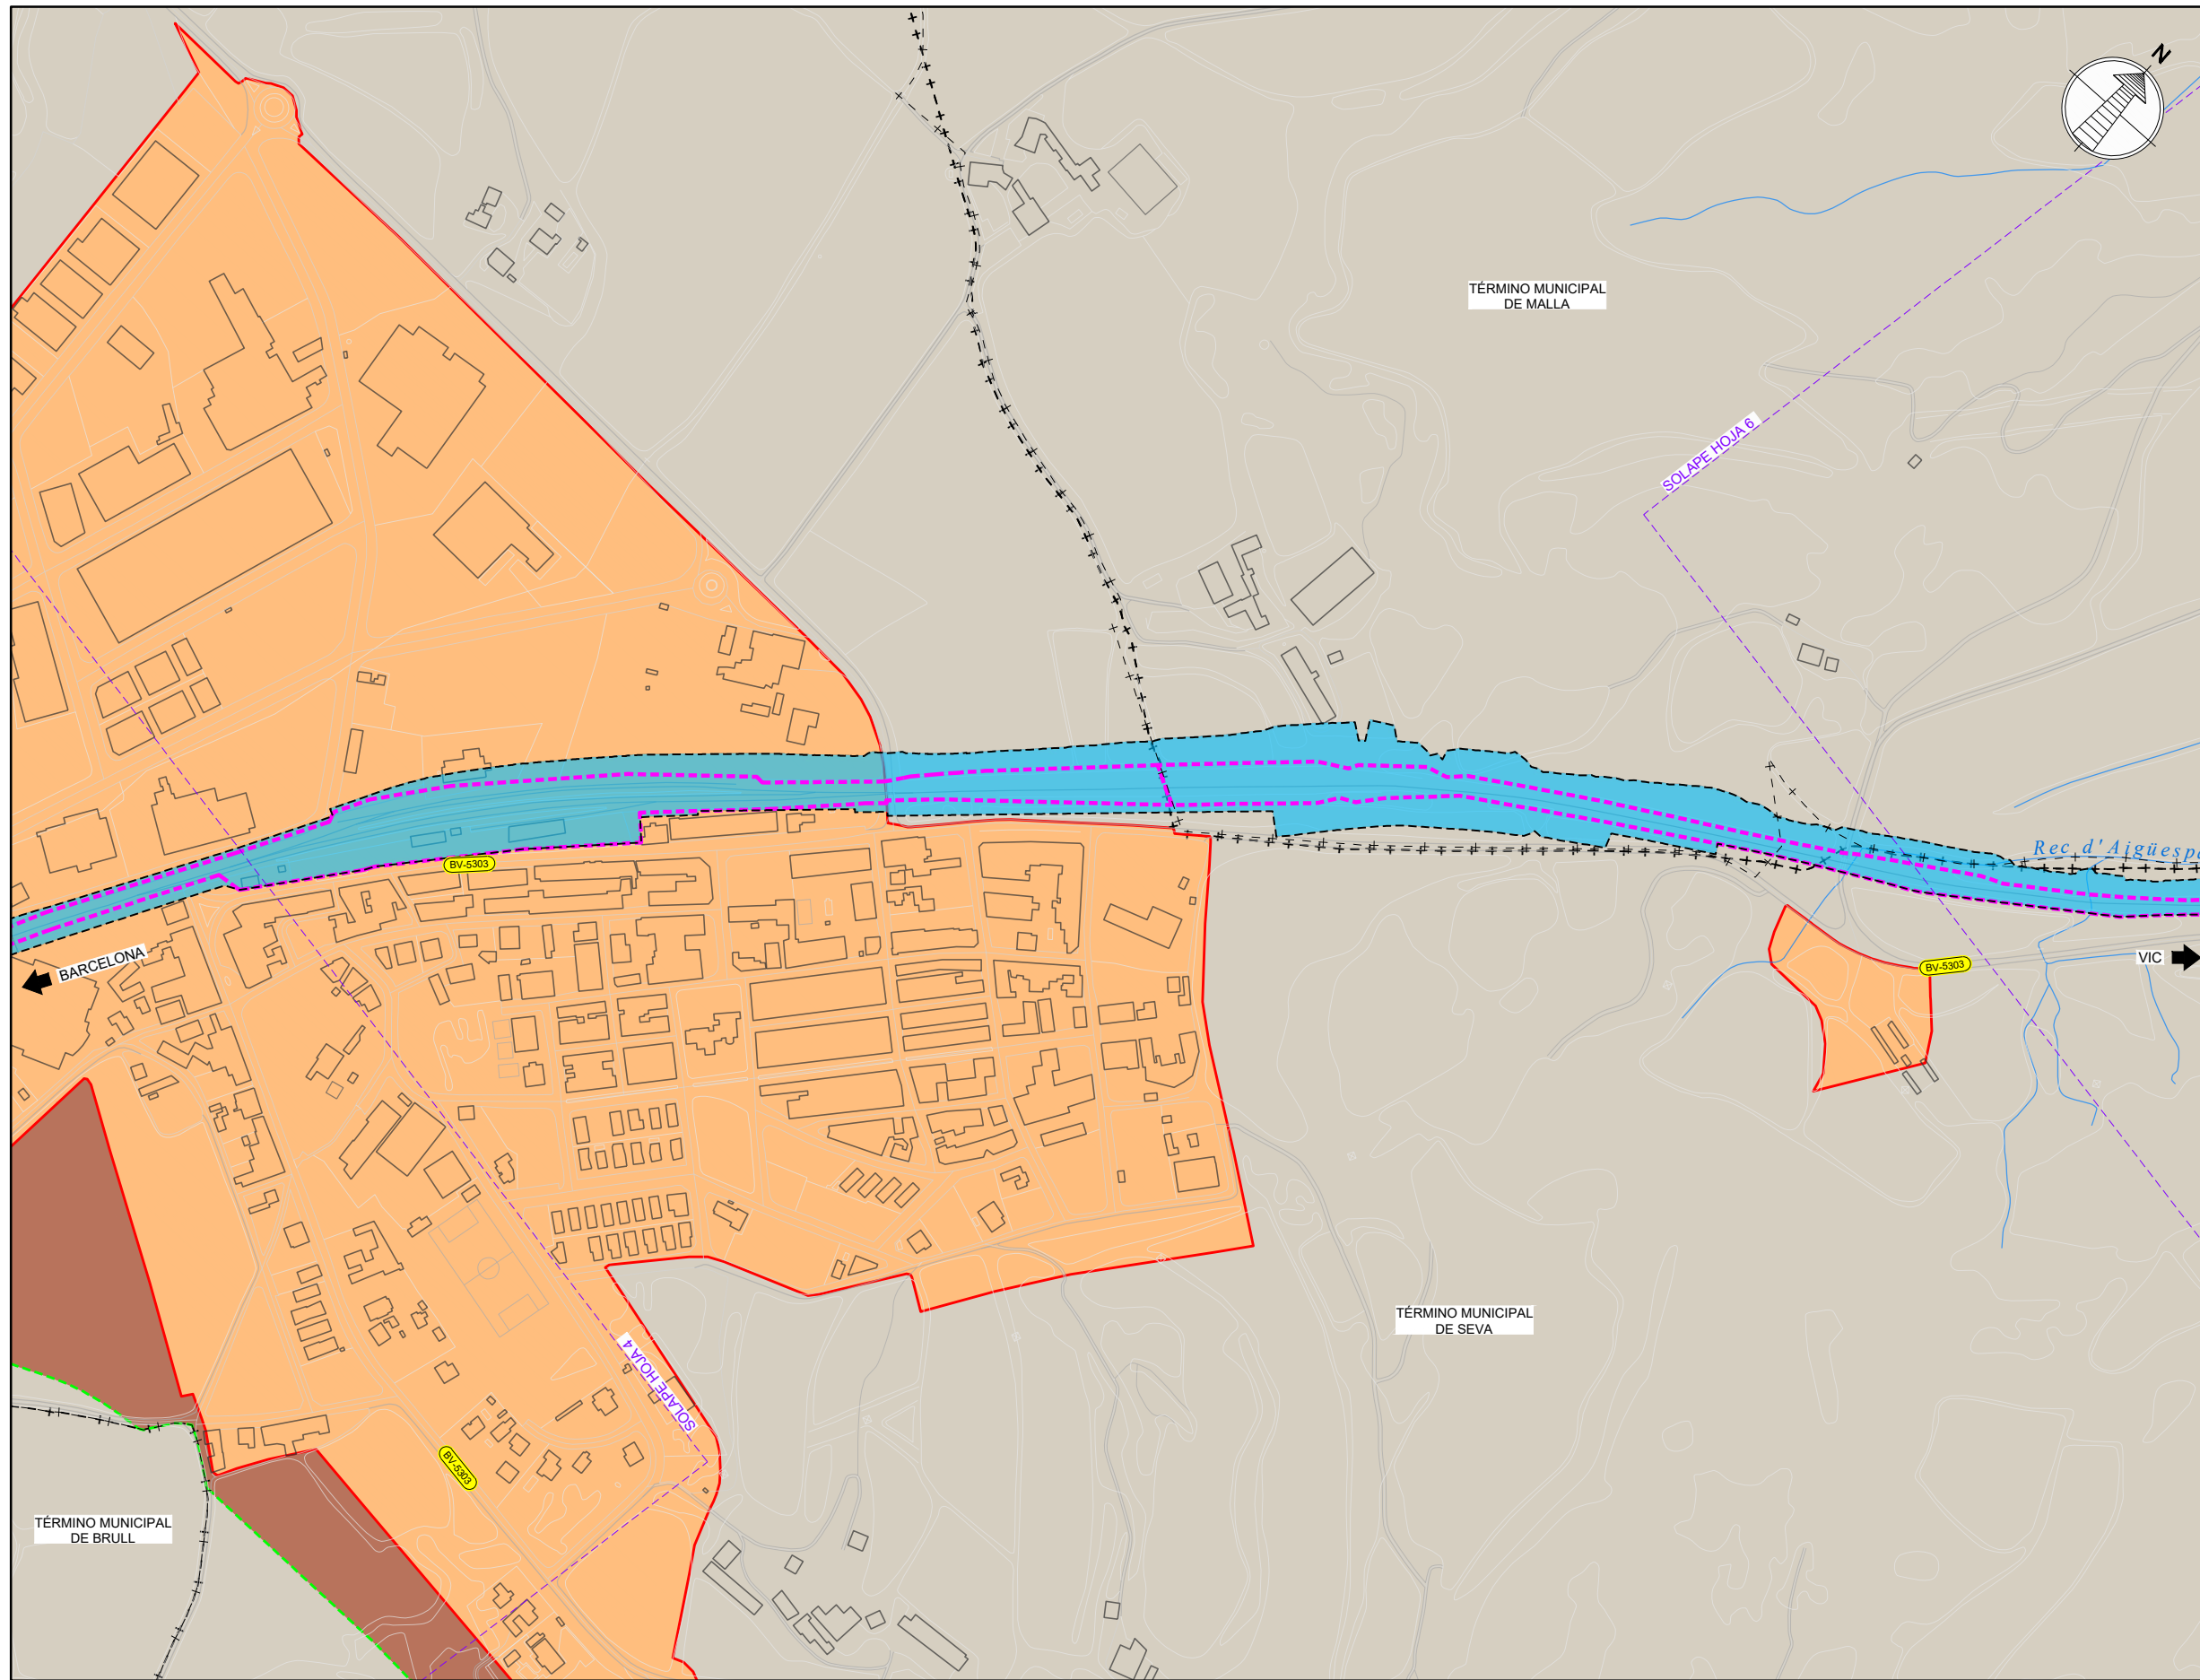 N
TÉRMINO MUNICIPAL
DE MALLA
SOLAPE HOJA 6
Rec d'Aigüespa
BV-5303
BARCELONA
BV-5303
VIC
TÉRMINO MUNICIPAL
DE SEVA
SOLAPE HOJA 4
BV-5303
TÉRMINO MUNICIPAL
DE BRULL